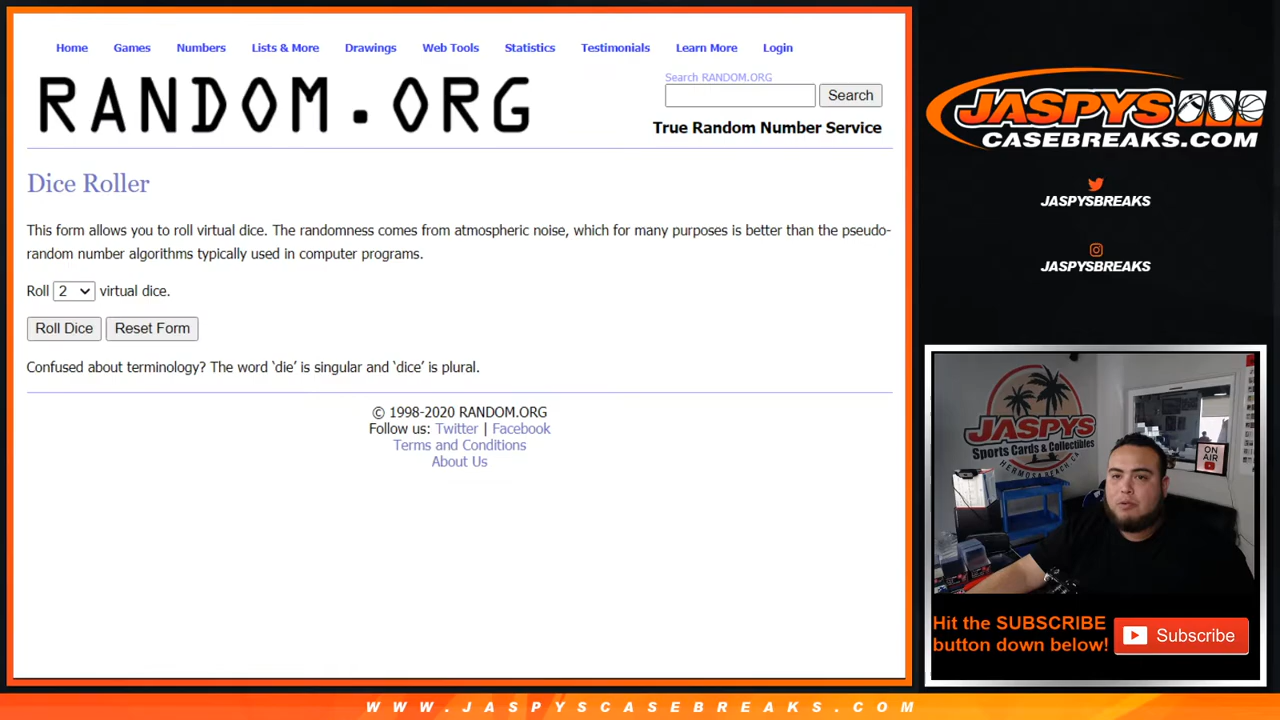 Home Games Numbers Lists & More Drawings Web Tools Statistics Testimonials Learn More Login
RANDOM.ORG
Search RANDOM.ORG
Search
True Random Number Service
Dice Roller
This form allows you to roll virtual dice. The randomness comes from atmospheric noise, which for many purposes is better than the pseudo-
random number algorithms typically used in computer programs.
Roll 2 virtual dice.
Roll Dice Reset Form
Confused about terminology? The word ‘die’ is singular and ‘dice’ is plural.
© 1998-2020 RANDOM.ORG
Follow us: Twitter | Facebook
Terms and Conditions
About Us
JASPYS
CASEBREAKS.COM
JASPYSBREAKS
JASPYSBREAKS
JASPYS
Sports Cards & Collectibles
HERMOSA BEACH, CA
ON
AIR
Hit the SUBSCRIBE
button down below!
Subscribe
WWW.JASPYSCASEBREAKS.COM